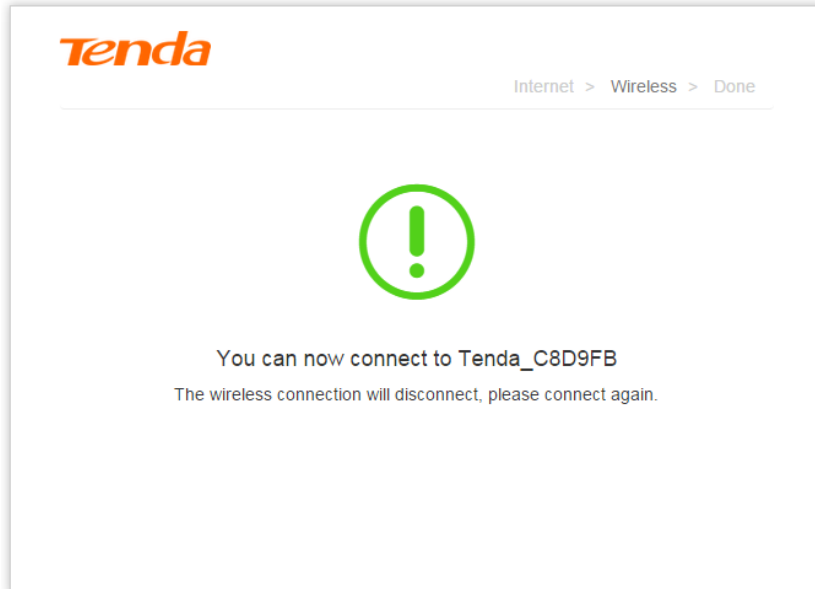 Tenda
Internet > Wireless > Done
You can now connect to Tenda_C8D9FB
The wireless connection will disconnect, please connect again.